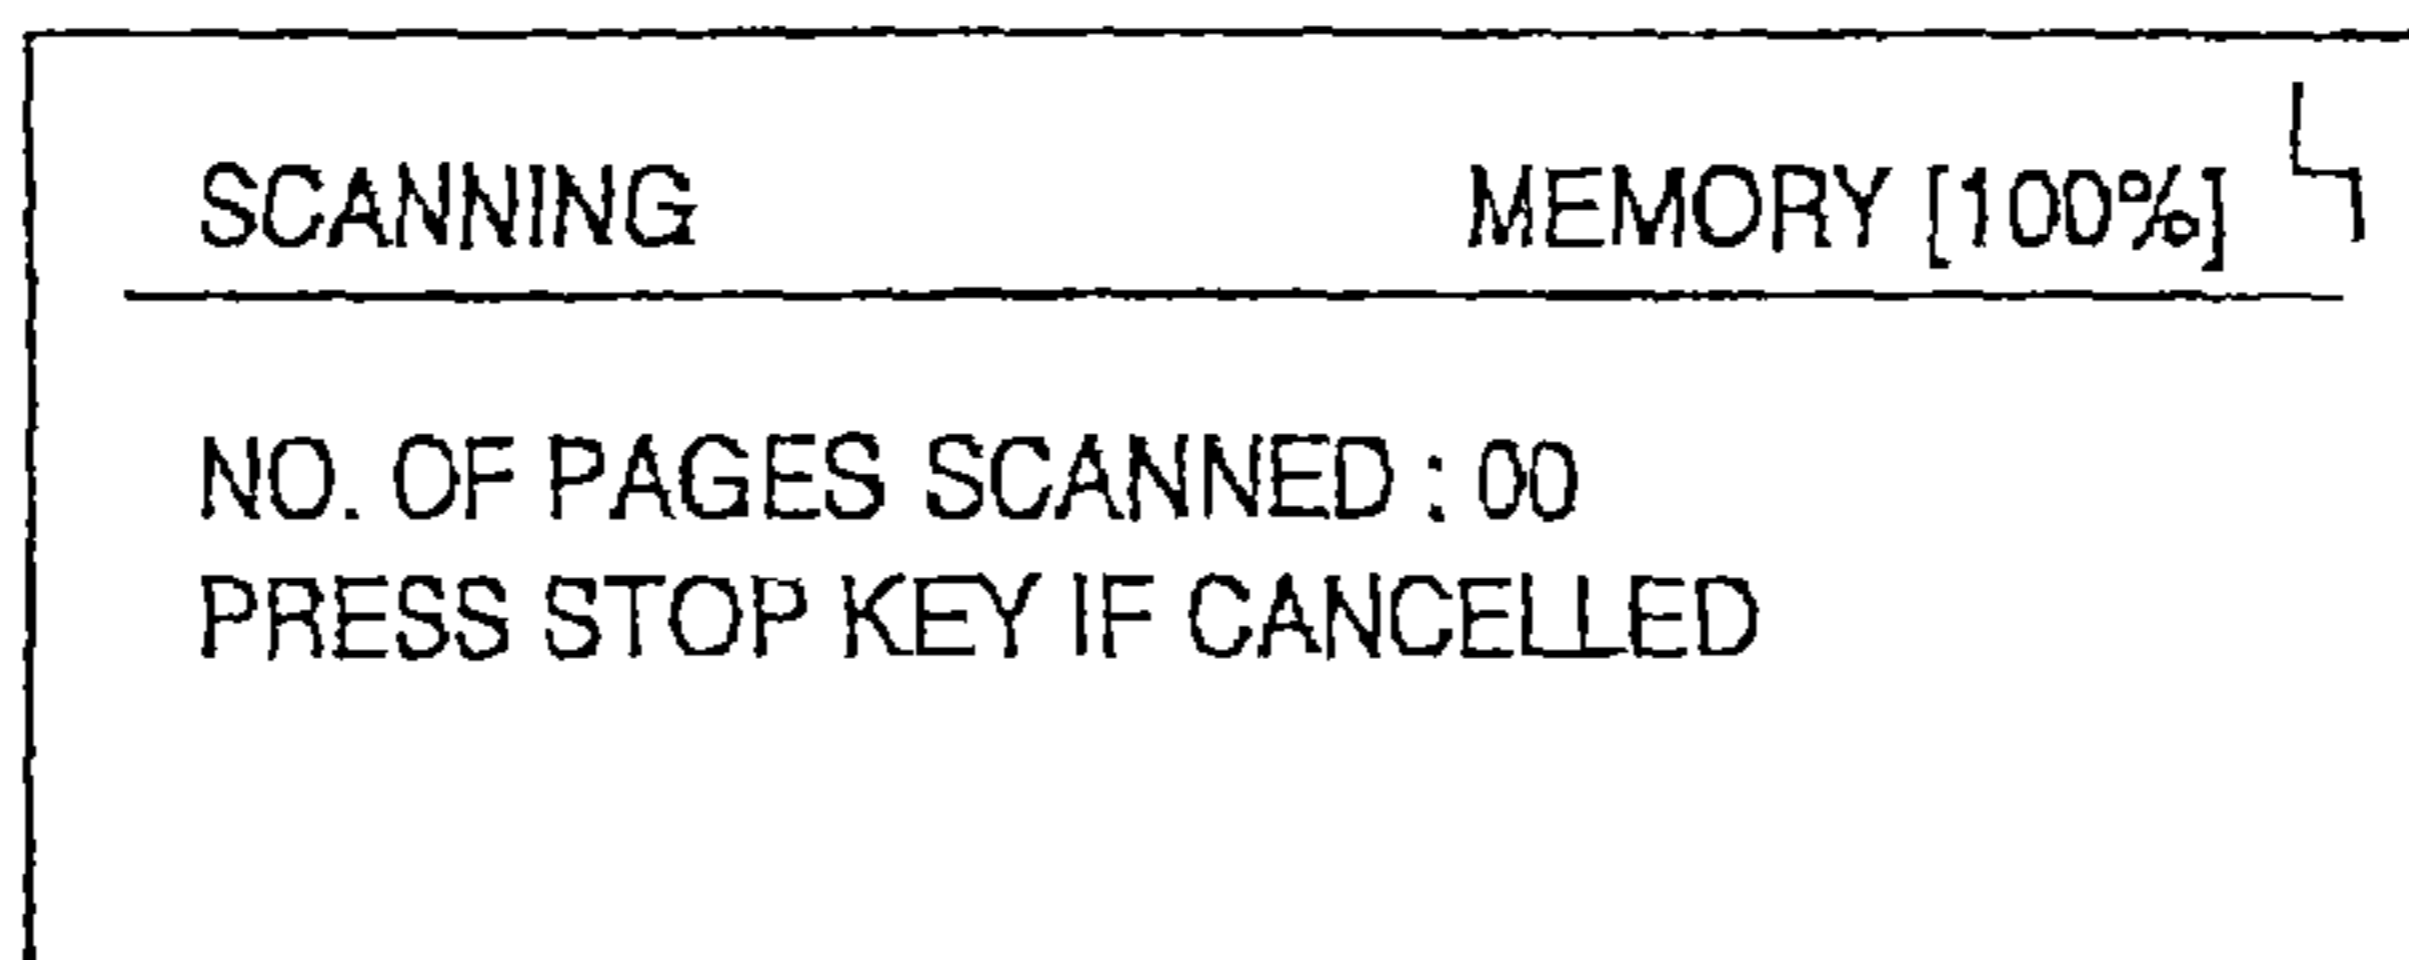 SCANNING MEMORY [100%]
NO. OF PAGES SCANNED : 00
PRESS STOP KEY IF CANCELLED